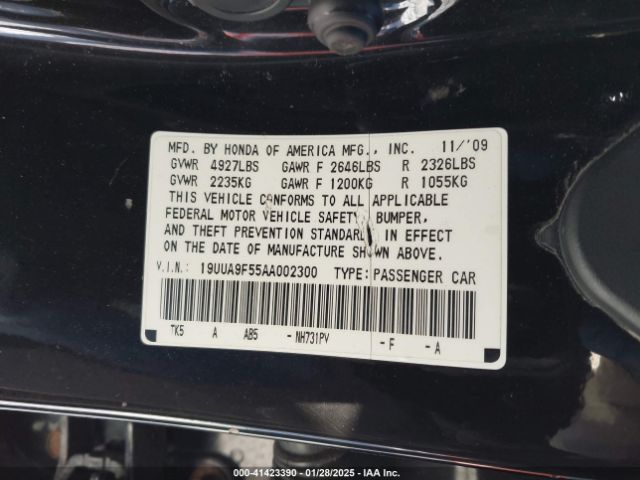 MFD. BY HONDA OF AMERICA MFG., INC. 11/'09
GVWR 4927LBS GAWR F 2646LBS R 2326LBS
GVWR 2235KG GAWR F 1200KG R 1055KG
THIS VEHICLE CONFORMS TO ALL APPLICABLE
FEDERAL MOTOR VEHICLE SAFETY, BUMPER,
AND THEFT PREVENTION STANDARDS IN EFFECT
ON THE DATE OF MANUFACTURE SHOWN ABOVE.
V.I.N.: 19UUA9F55AA002300 TYPE: PASSENGER CAR
TK5 A AB5 - NH731PV - F - A
000-41423390 - 01/28/2025 - IAA Inc.